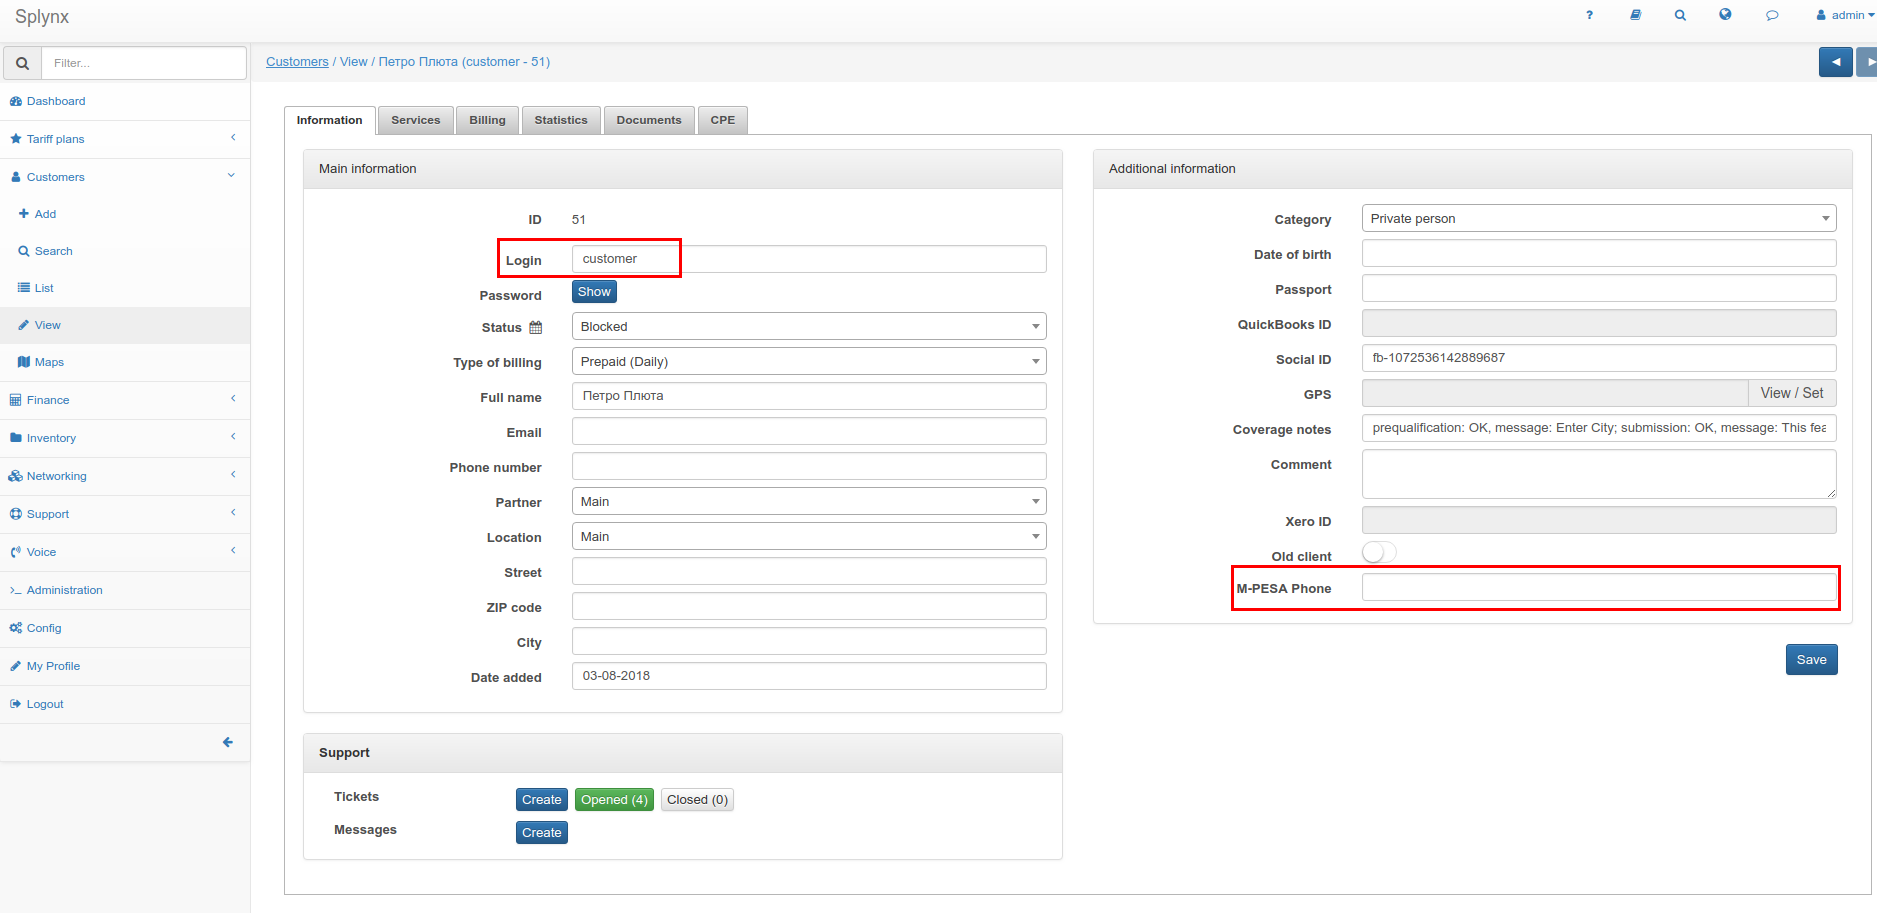 Splynx
? admin
Filter...
Customers / View / Петро Плюта (customer - 51)
Dashboard
Tariff plans
Customers
Add
Search
List
View
Maps
Finance
Inventory
Networking
Support
Voice
Administration
Config
My Profile
Logout
Information Services Billing Statistics Documents CPE
Main information
ID 51
Login customer
Password Show
Status Blocked
Type of billing Prepaid (Daily)
Full name Петро Плюта
Email
Phone number
Partner Main
Location Main
Street
ZIP code
City
Date added 03-08-2018
Support
Tickets Create Opened (4) Closed (0)
Messages Create
Additional information
Category Private person
Date of birth
Passport
QuickBooks ID
Social ID fb-1072536142889687
GPS View / Set
Coverage notes prequalification: OK, message: Enter City; submission: OK, message: This fea
Comment
Xero ID
Old client
M-PESA Phone
Save